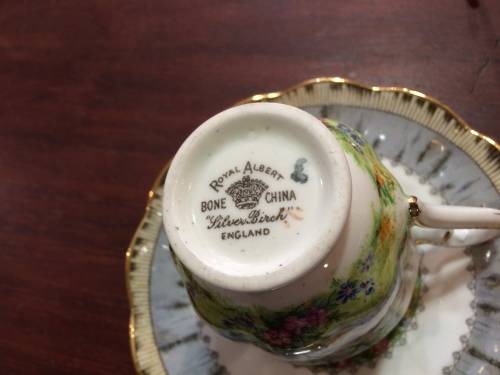 ROYAL ALBERT
BONE CHINA
"Silver Birch"
ENGLAND